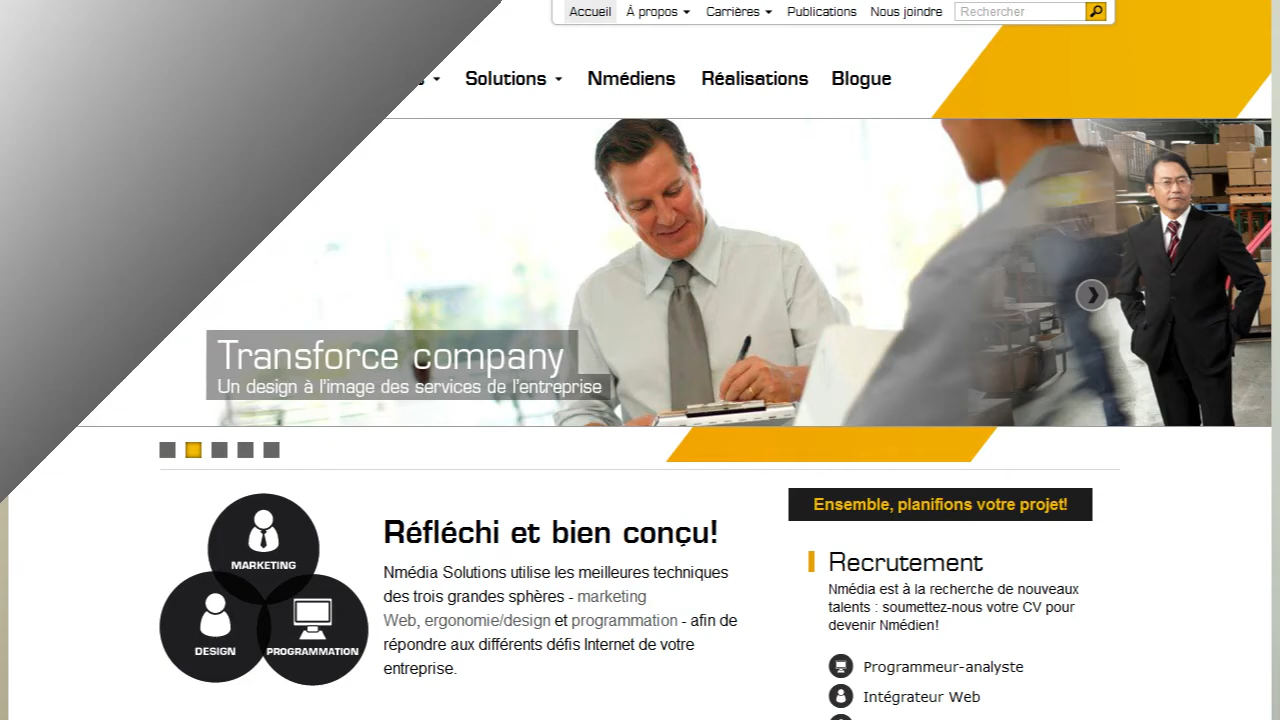 Accueil À propos Carrières Publications Nous joindre Rechercher
Solutions Nmédiens Réalisations Blogue
Transforce company
Un design à l'image des services de l'entreprise
Ensemble, planifions votre projet!
MARKETING
DESIGN
PROGRAMMATION
Réfléchi et bien conçu!
Nmédia Solutions utilise les meilleures techniques
des trois grandes sphères - marketing
Web, ergonomie/design et programmation - afin de
répondre aux différents défis Internet de votre
entreprise.
Recrutement
Nmédia est à la recherche de nouveaux
talents : soumettez-nous votre CV pour
devenir Nmédien!
Programmeur-analyste
Intégrateur Web